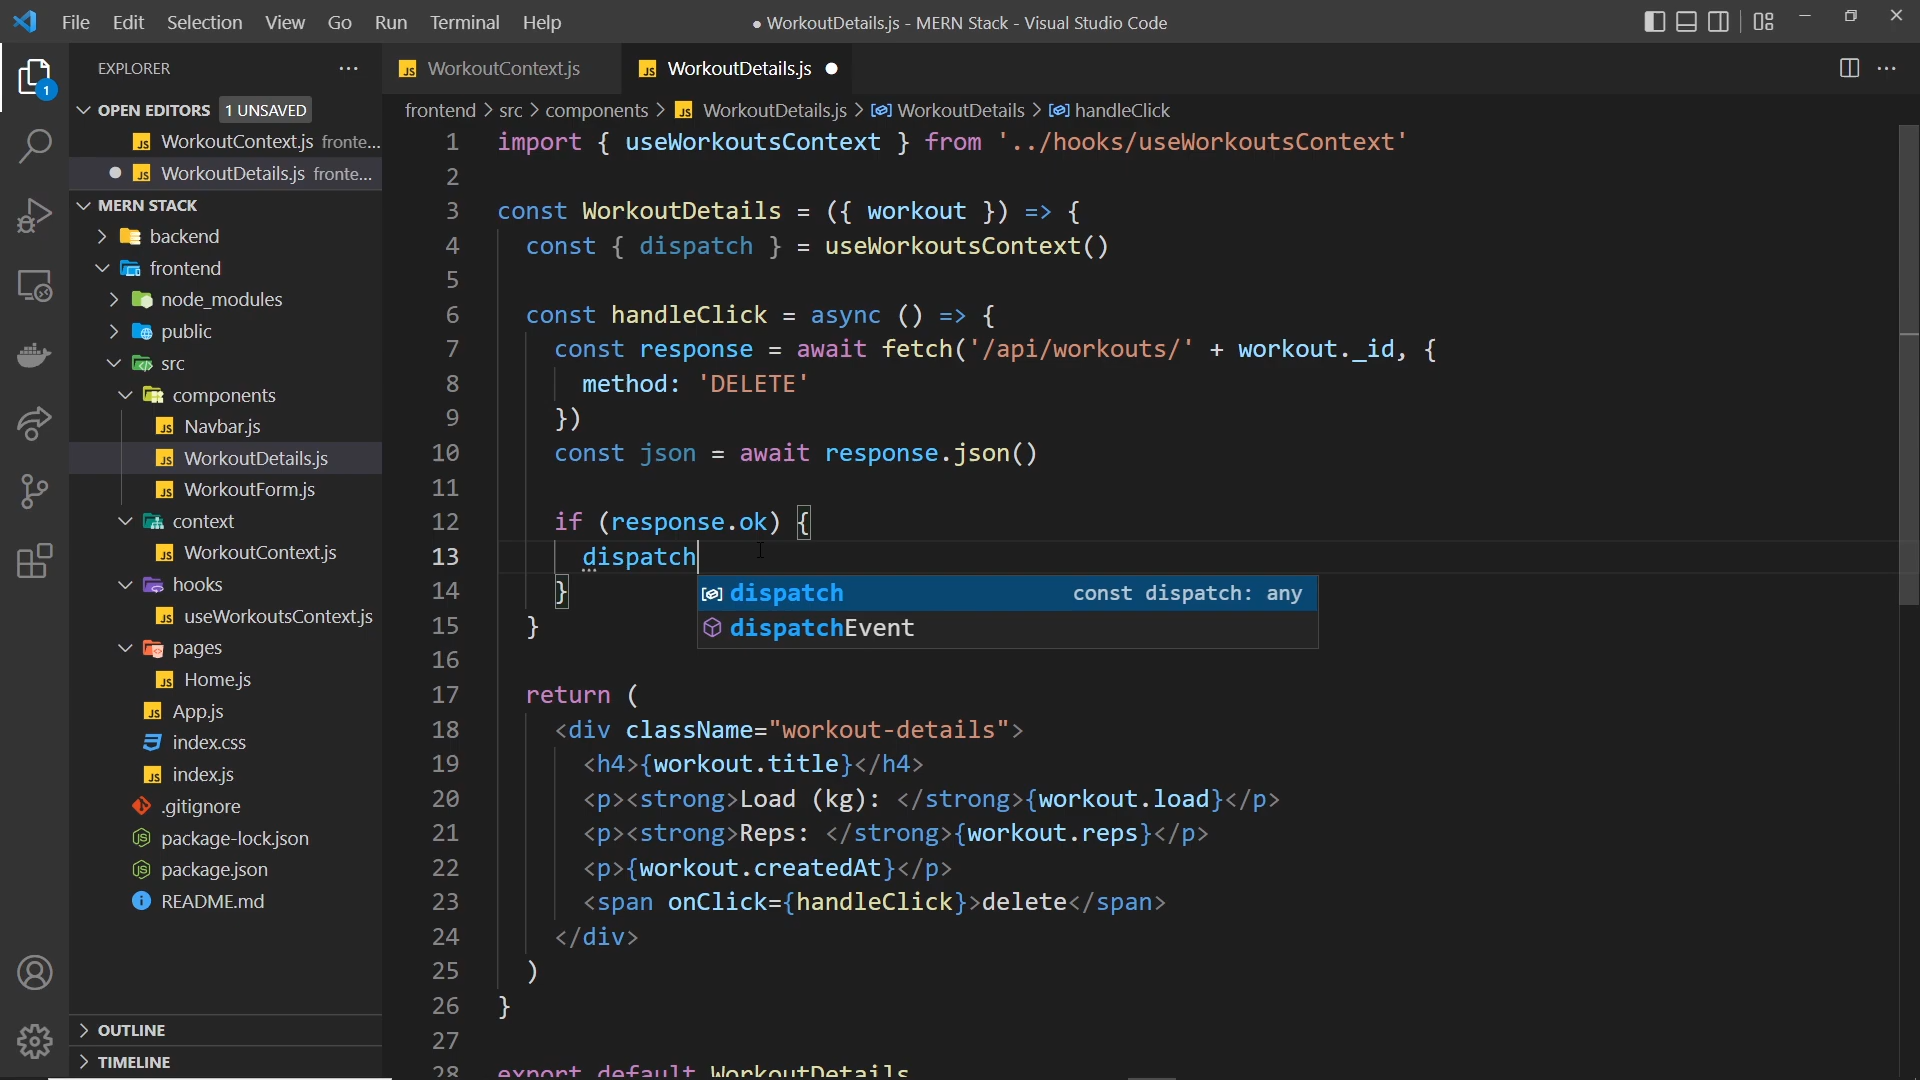 File Edit Selection View Go Run Terminal Help
● WorkoutDetails.js - MERN Stack - Visual Studio Code
EXPLORER
1
OPEN EDITORS 1 UNSAVED
WorkoutContext.js fronte...
WorkoutDetails.js fronte...
MERN STACK
backend
frontend
node_modules
public
src
components
Navbar.js
WorkoutDetails.js
WorkoutForm.js
context
WorkoutContext.js
hooks
useWorkoutsContext.js
pages
Home.js
App.js
index.css
index.js
.gitignore
package-lock.json
package.json
README.md
OUTLINE
TIMELINE
WorkoutContext.js
WorkoutDetails.js
frontend > src > components > WorkoutDetails.js > WorkoutDetails > handleClick
1 import { useWorkoutsContext } from '../hooks/useWorkoutsContext'
2
3 const WorkoutDetails = ({ workout }) => {
4 const { dispatch } = useWorkoutsContext()
5
6 const handleClick = async () => {
7 const response = await fetch('/api/workouts/' + workout._id, {
8 method: 'DELETE'
9 })
10 const json = await response.json()
11
12 if (response.ok) {
13 dispatch
dispatch const dispatch: any
dispatchEvent
14 }
15 }
16
17 return (
18 <div className="workout-details">
19 <h4>{workout.title}</h4>
20 <p><strong>Load (kg): </strong>{workout.load}</p>
21 <p><strong>Reps: </strong>{workout.reps}</p>
22 <p>{workout.createdAt}</p>
23 <span onClick={handleClick}>delete</span>
24 </div>
25 )
26 }
27
28 export default WorkoutDetails